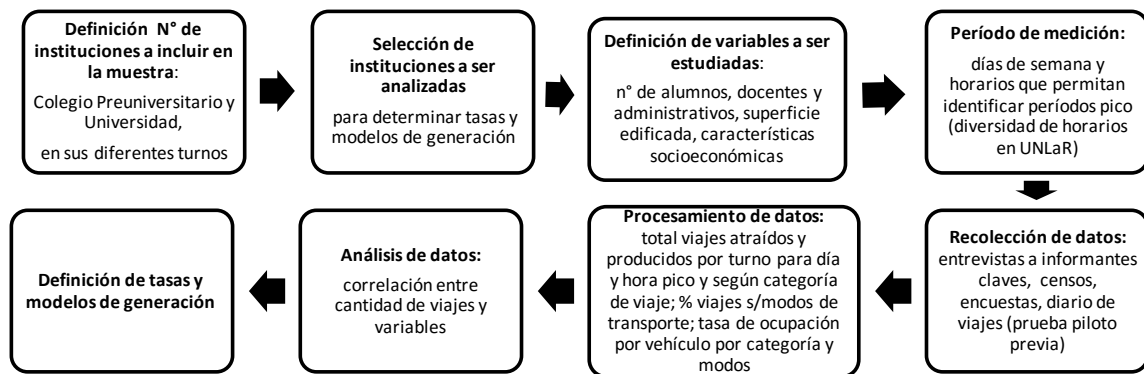 Definición N° de
instituciones a incluir en
la muestra:
Colegio Preuniversitario y
Universidad,
en sus diferentes turnos
Selección de
instituciones a ser
analizadas
para determinar tasas y
modelos de generación
Definición de variables a ser
estudiadas:
n° de alumnos, docentes y
administrativos, superficie
edificada, características
socioeconómicas
Período de medición:
días de semana y
horarios que permitan
identificar períodos pico
(diversidad de horarios
en UNLaR)
Recolección de datos:
entrevistas a informantes
claves, censos,
encuestas, diario de
viajes (prueba piloto
previa)
Procesamiento de datos:
total viajes atraídos y
producidos por turno para día
y hora pico y según categoría
de viaje; % viajes s/modos de
transporte; tasa de ocupación
por vehículo por categoría y
modos
Análisis de datos:
correlación entre
cantidad de viajes y
variables
Definición de tasas y
modelos de generación